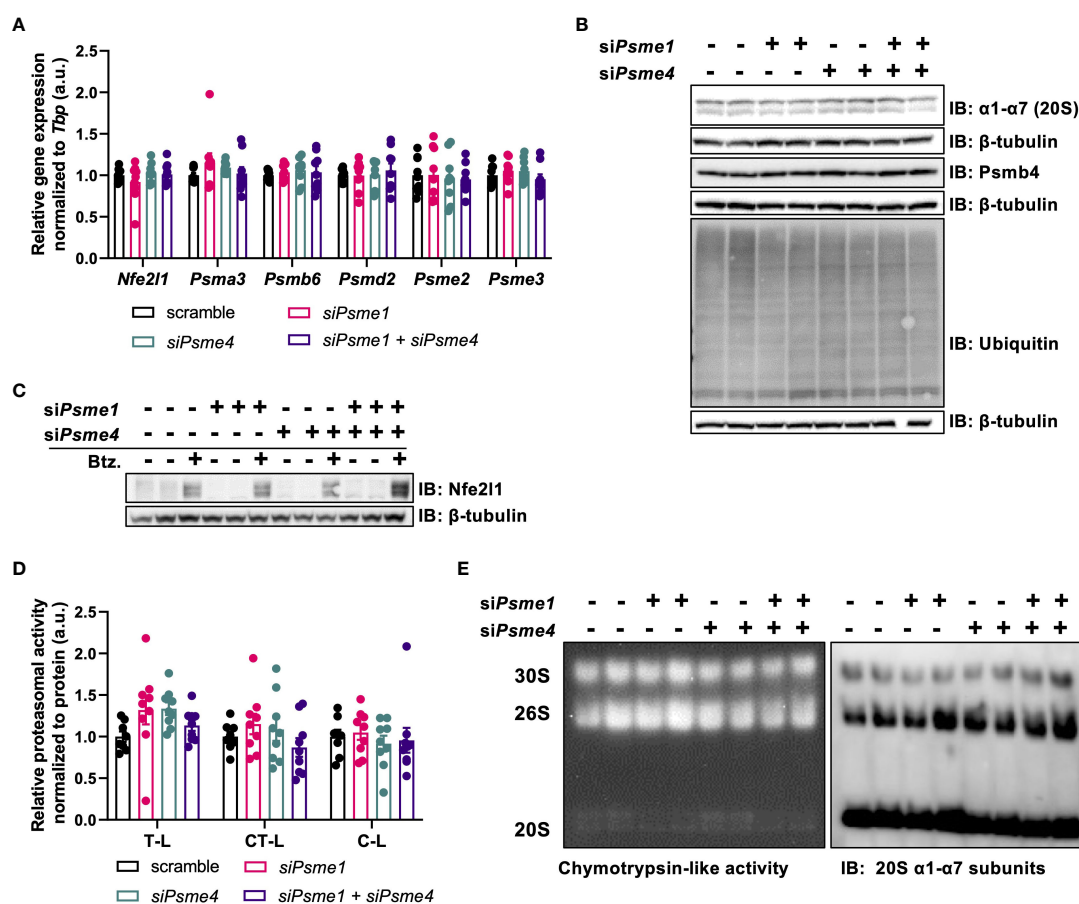 A
Relative gene expression
normalized to Tbp (a.u.)
2.5
2.0
1.5
1.0
0.5
0.0
Nfe2l1 Psma3 Psmb6 Psmd2 Psme2 Psme3
scramble siPsme1
siPsme4 siPsme1 + siPsme4
B
siPsme1 - - + + - - + +
siPsme4 - - - - + + + +
IB: α1-α7 (20S)
IB: β-tubulin
IB: Psmb4
IB: β-tubulin
IB: Ubiquitin
IB: β-tubulin
C
siPsme1 - - - + + + - - - + + +
siPsme4 - - - - - - + + + + + +
Btz. - - + - - + - - + - - +
IB: Nfe2l1
IB: β-tubulin
D
Relative proteasomal activity
normalized to protein (a.u.)
2.5
2.0
1.5
1.0
0.5
0.0
T-L CT-L C-L
scramble siPsme1
siPsme4 siPsme1 + siPsme4
E
siPsme1 - - + + - - + + - - + + - - + +
siPsme4 - - - - + + + + - - - - + + + +
30S
26S
20S
Chymotrypsin-like activity IB: 20S α1-α7 subunits